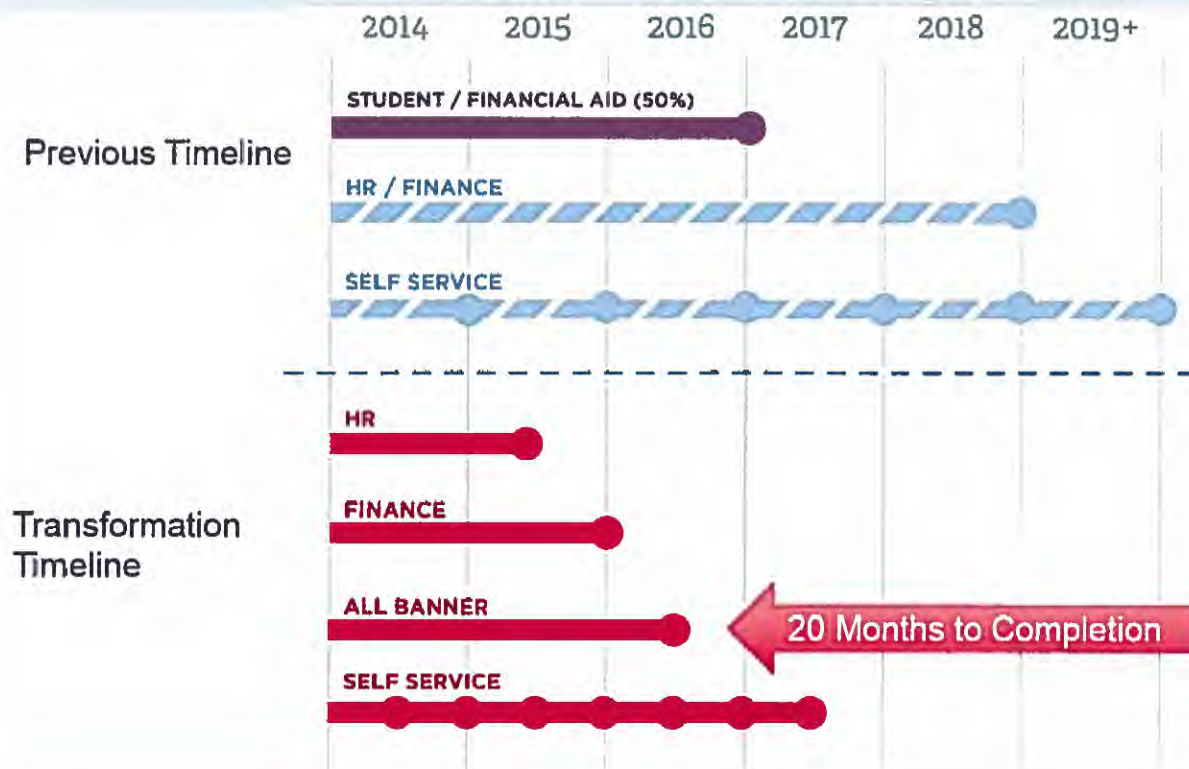 2014 2015 2016 2017 2018 2019+
Previous Timeline
STUDENT / FINANCIAL AID (50%)
HR / FINANCE
SELF SERVICE
Transformation
Timeline
HR
FINANCE
ALL BANNER
20 Months to Completion
SELF SERVICE